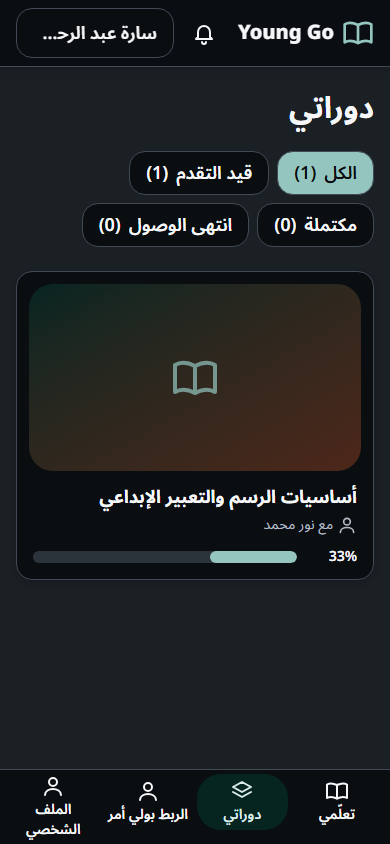 Young Go
سارة عبد الرحـ...
دوراتي
الكل (1)
قيد التقدم (1)
مكتملة (0)
انتهى الوصول (0)
أساسيات الرسم والتعبير الإبداعي
مع نور محمد
33%
تعلّمي
دوراتي
الربط بولي أمر
الملف
الشخصي